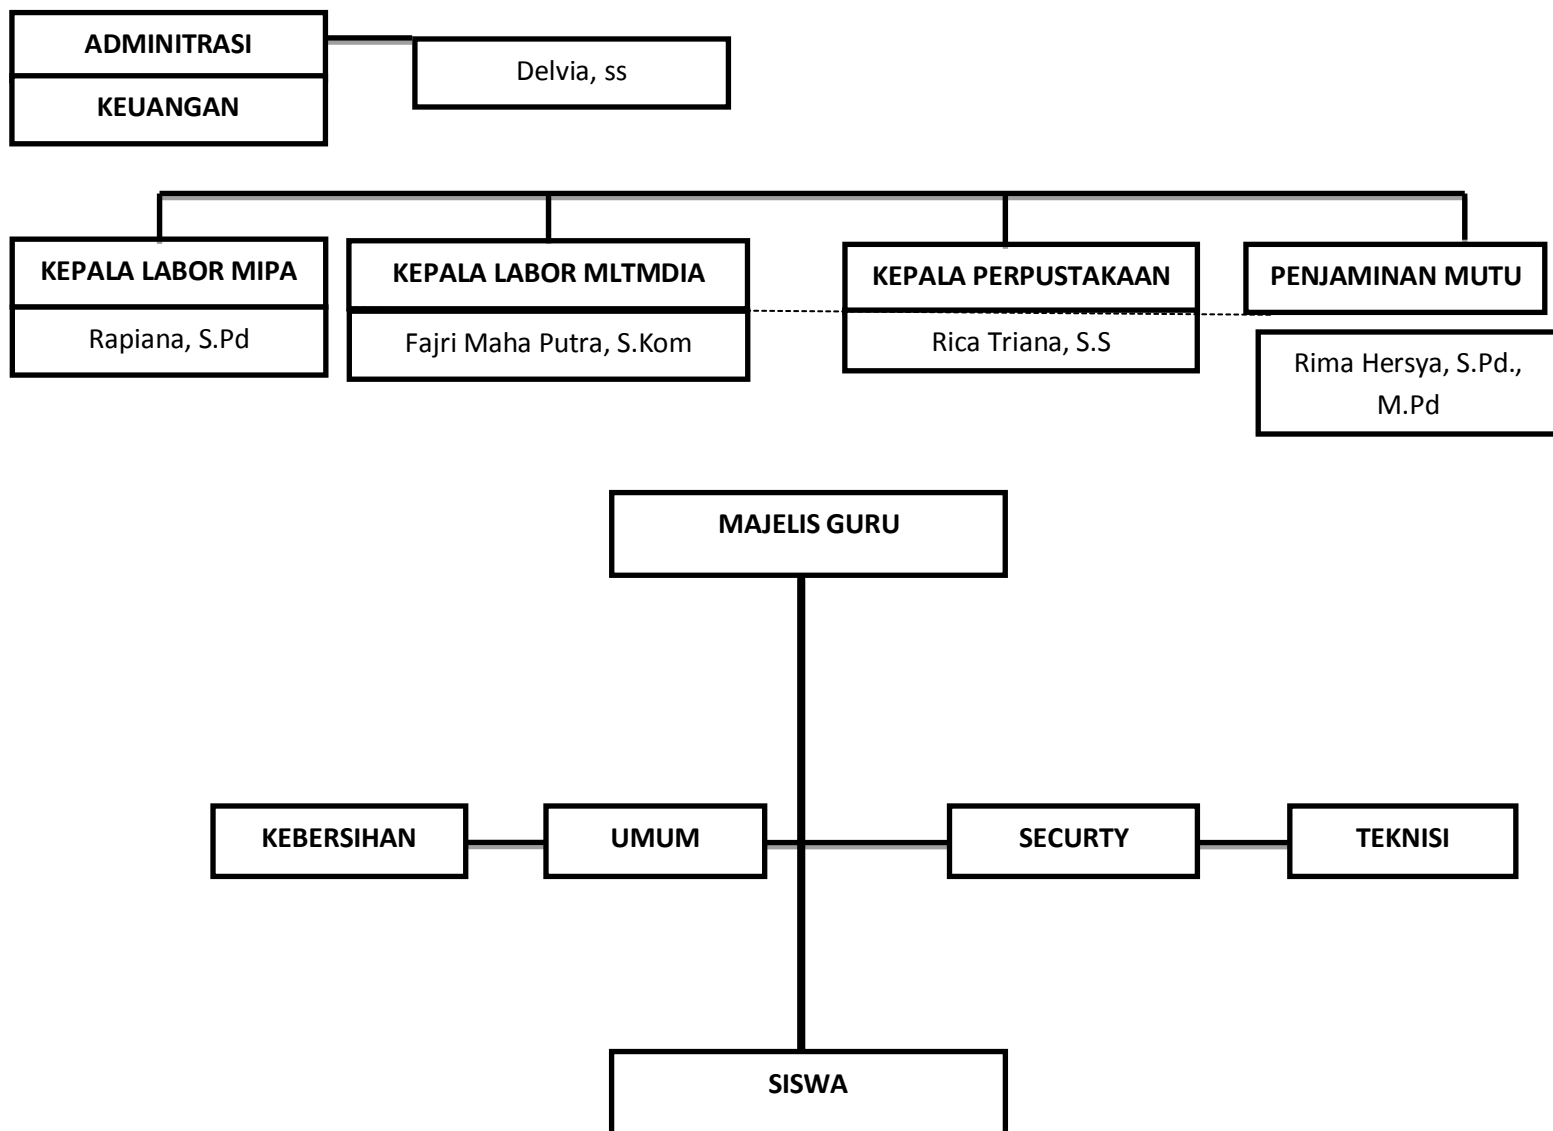 ADMINITRASI
Delvia, ss
KEUANGAN
KEPALA LABOR MIPA
Rapiana, S.Pd
KEPALA LABOR MLTMDIA
Fajri Maha Putra, S.Kom
KEPALA PERPUSTAKAAN
Rica Triana, S.S
PENJAMINAN MUTU
Rima Hersya, S.Pd.,
M.Pd
MAJELIS GURU
KEBERSIHAN
UMUM
SECURTY
TEKNISI
SISWA